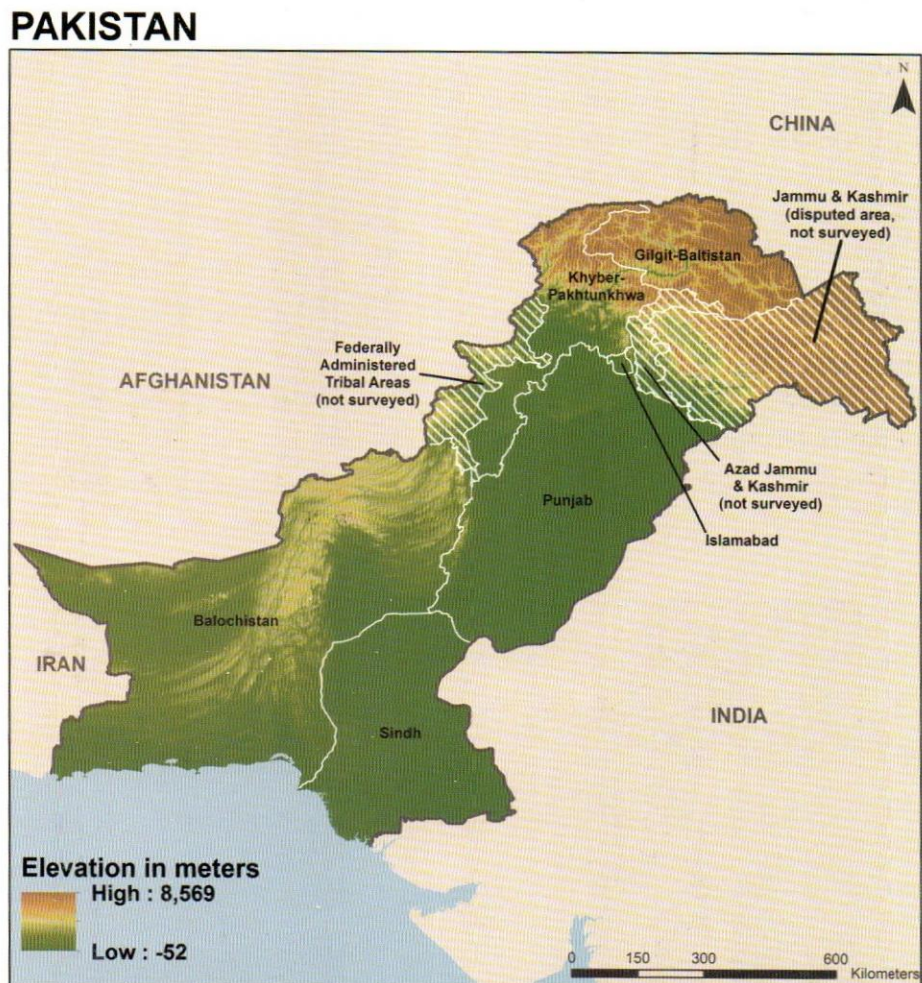 PAKISTAN
N
CHINA
Jammu & Kashmir
(disputed area,
not surveyed)
Gilgit-Baltistan
Khyber-
Pakhtunkhwa
Federally
Administered
Tribal Areas
(not surveyed)
AFGHANISTAN
Azad Jammu
& Kashmir
(not surveyed)
Punjab
Islamabad
Balochistan
IRAN
INDIA
Sindh
Elevation in meters
High : 8,569
Low : -52
0 150 300 600
Kilometers